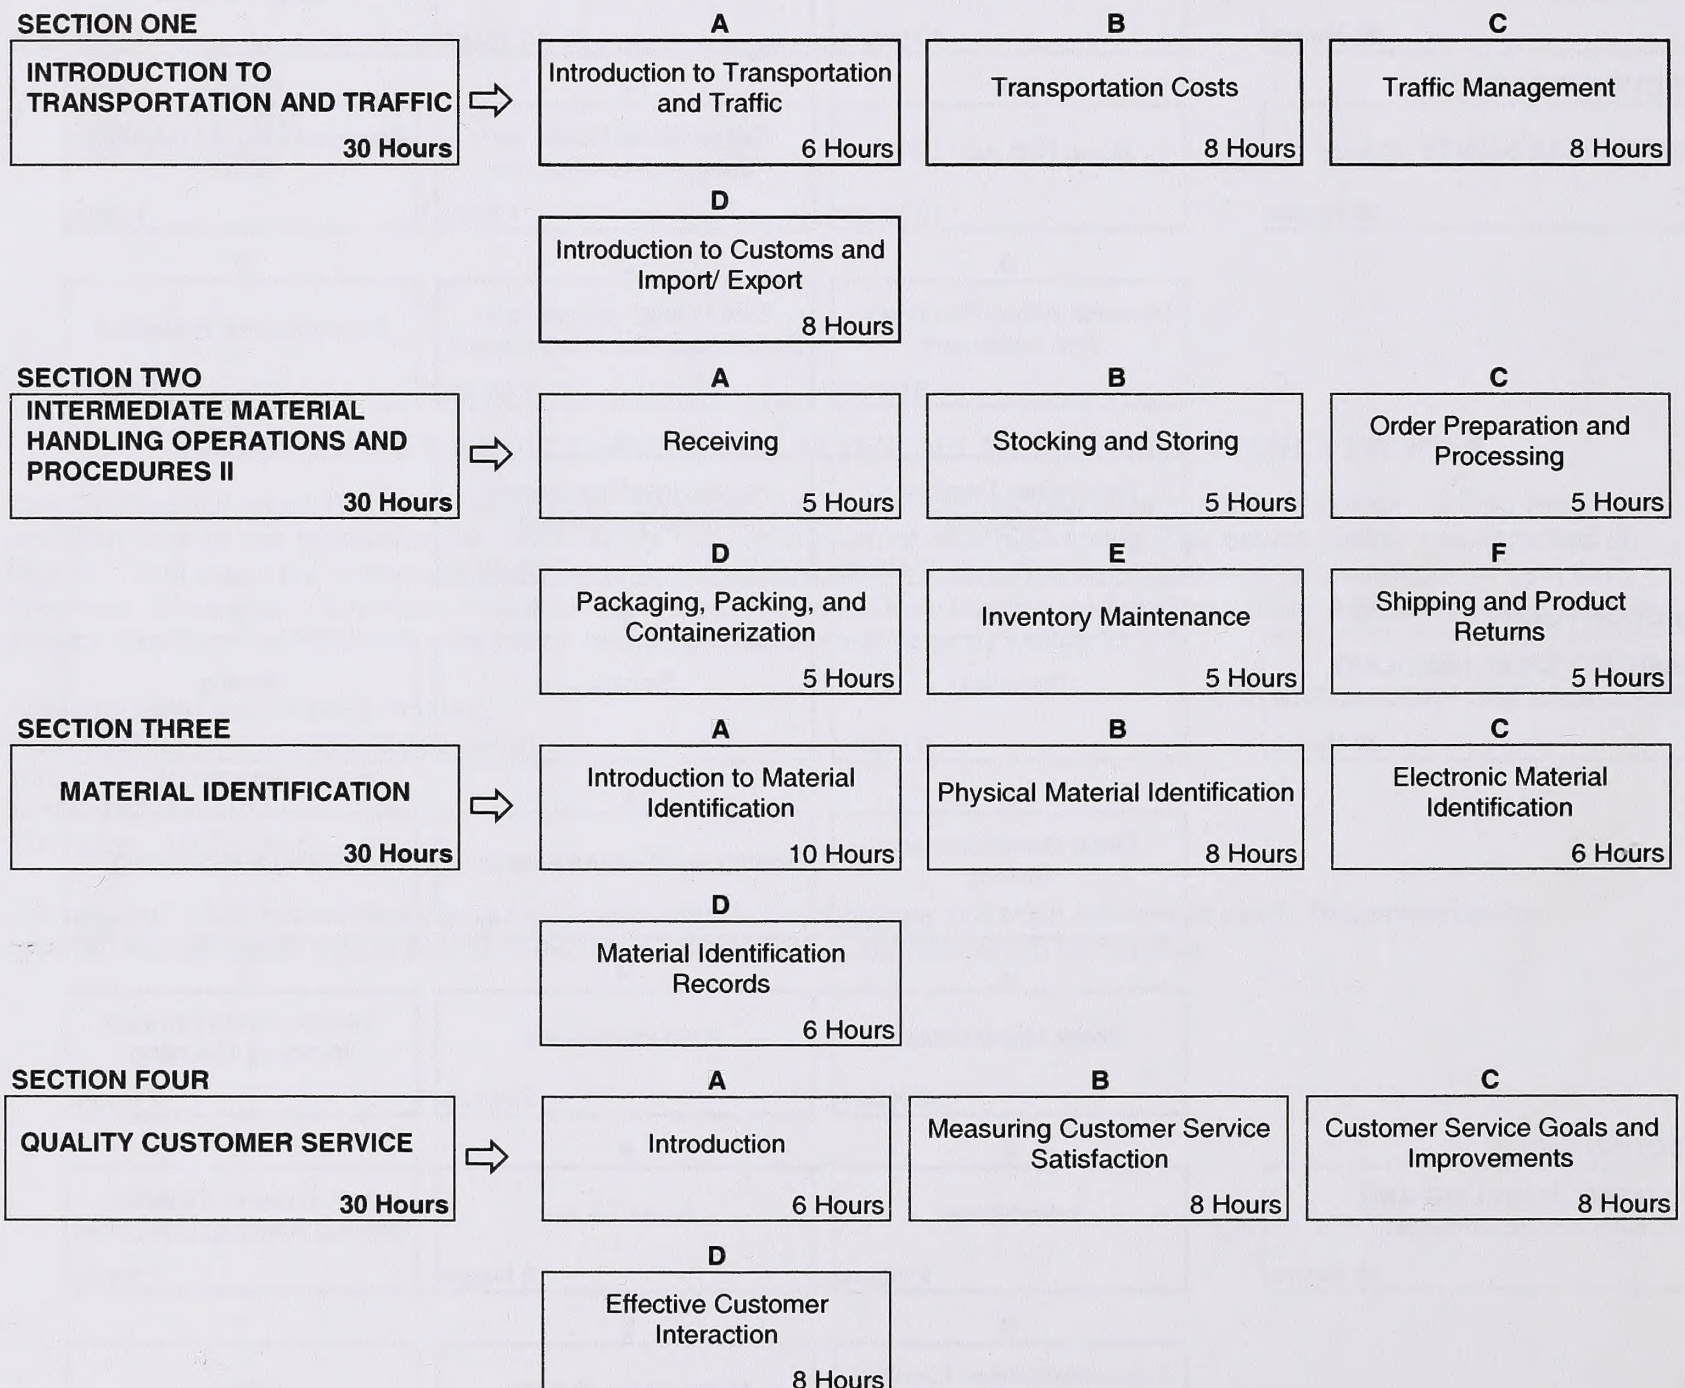 SECTION ONE
INTRODUCTION TO
TRANSPORTATION AND TRAFFIC
30 Hours
A
Introduction to Transportation
and Traffic
6 Hours
B
Transportation Costs
8 Hours
C
Traffic Management
8 Hours
D
Introduction to Customs and
Import/ Export
8 Hours
SECTION TWO
INTERMEDIATE MATERIAL
HANDLING OPERATIONS AND
PROCEDURES II
30 Hours
A
Receiving
5 Hours
B
Stocking and Storing
5 Hours
C
Order Preparation and
Processing
5 Hours
D
Packaging, Packing, and
Containerization
5 Hours
E
Inventory Maintenance
5 Hours
F
Shipping and Product
Returns
5 Hours
SECTION THREE
MATERIAL IDENTIFICATION
30 Hours
A
Introduction to Material
Identification
10 Hours
B
Physical Material Identification
8 Hours
C
Electronic Material
Identification
6 Hours
D
Material Identification
Records
6 Hours
SECTION FOUR
QUALITY CUSTOMER SERVICE
30 Hours
A
Introduction
6 Hours
B
Measuring Customer Service
Satisfaction
8 Hours
C
Customer Service Goals and
Improvements
8 Hours
D
Effective Customer
Interaction
8 Hours